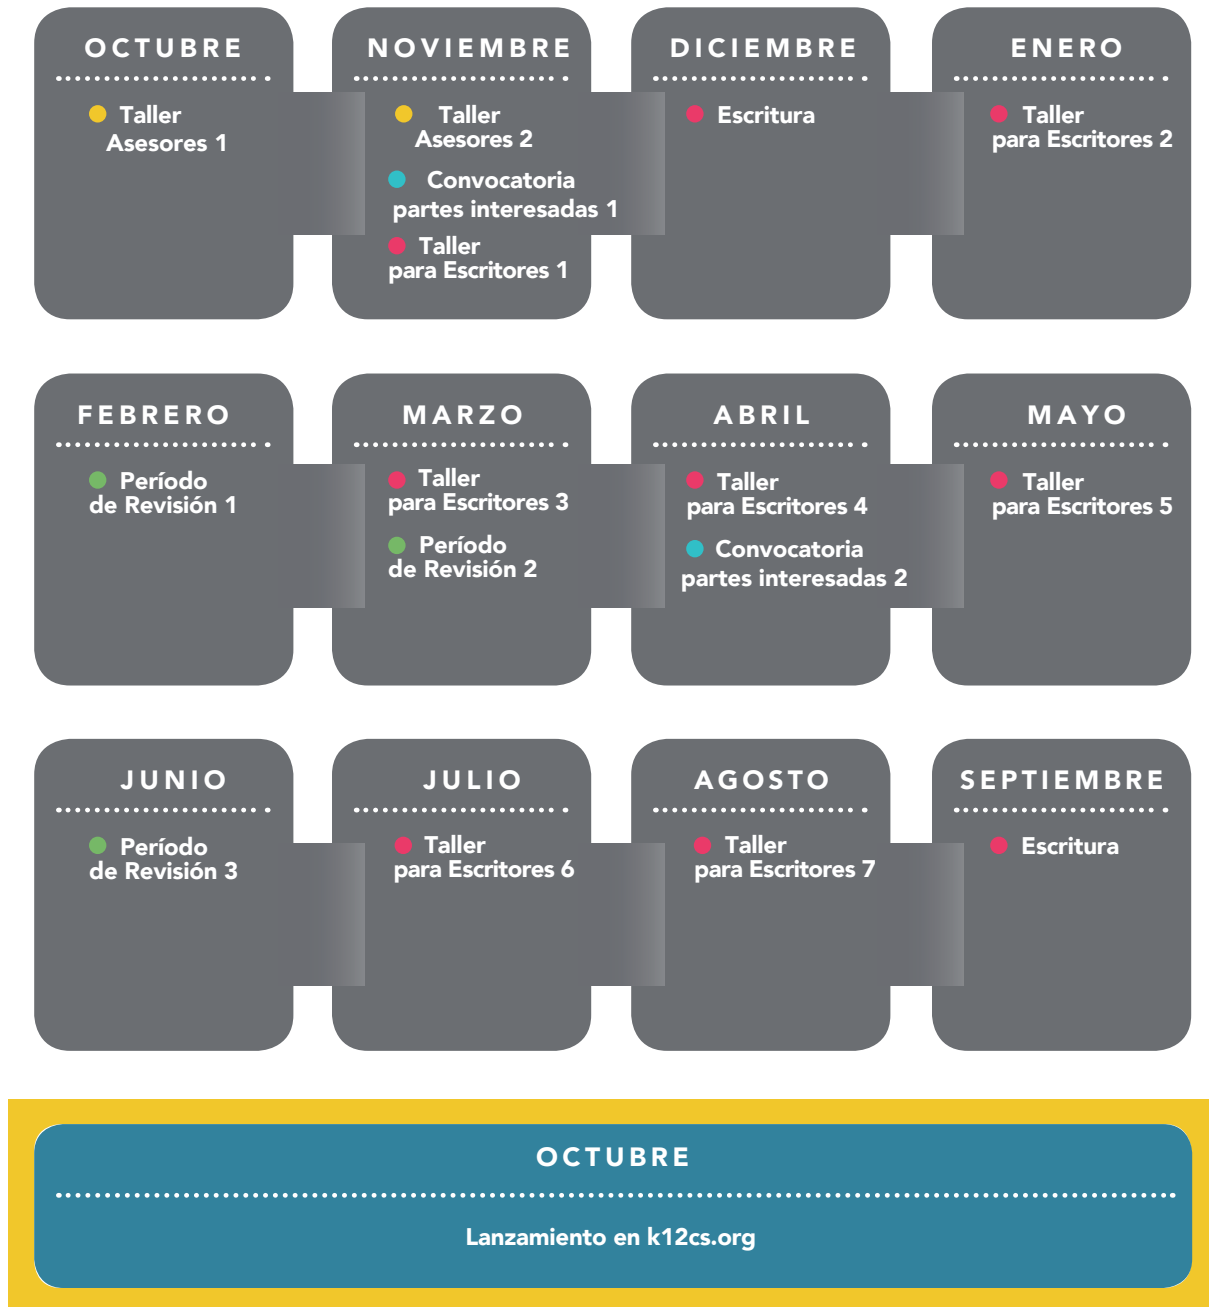 OCTUBRE
Taller
Asesores 1
NOVIEMBRE
Taller
Asesores 2
Convocatoria
partes interesadas 1
Taller
para Escritores 1
DICIEMBRE
Escritura
ENERO
Taller
para Escritores 2
FEBRERO
Período
de Revisión 1
MARZO
Taller
para Escritores 3
Período
de Revisión 2
ABRIL
Taller
para Escritores 4
Convocatoria
partes interesadas 2
MAYO
Taller
para Escritores 5
JUNIO
Período
de Revisión 3
JULIO
Taller
para Escritores 6
AGOSTO
Taller
para Escritores 7
SEPTIEMBRE
Escritura
OCTUBRE
Lanzamiento en k12cs.org